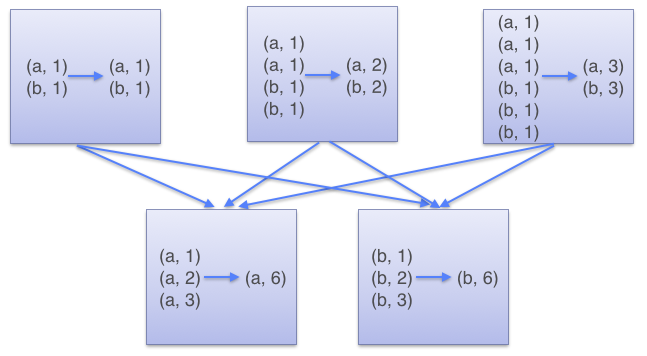 (a, 1)
(b, 1)
(a, 1)
(b, 1)
(a, 1)
(a, 1)
(b, 1)
(b, 1)
(a, 2)
(b, 2)
(a, 1)
(a, 1)
(a, 1)
(b, 1)
(b, 1)
(b, 1)
(a, 3)
(b, 3)
(a, 1)
(a, 2)
(a, 3)
(a, 6)
(b, 1)
(b, 2)
(b, 3)
(b, 6)